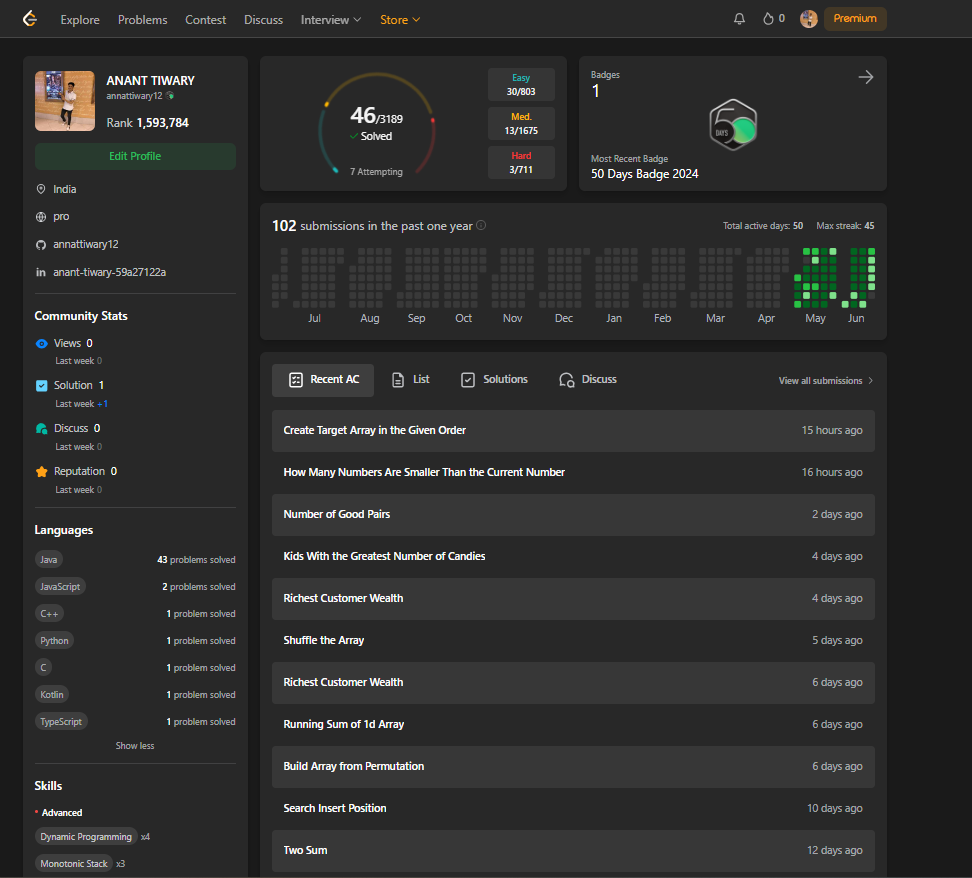 Explore Problems Contest Discuss Interview Store 0 Premium
ANANT TIWARY
annattiwary12
Rank 1,593,784
Edit Profile
India
pro
annattiwary12
anant-tiwary-59a27122a
Community Stats
Views 0
Last week 0
Solution 1
Last week +1
Discuss 0
Last week 0
Reputation 0
Last week 0
Languages
Java 43 problems solved
JavaScript 2 problems solved
C++ 1 problem solved
Python 1 problem solved
C 1 problem solved
Kotlin 1 problem solved
TypeScript 1 problem solved
Show less
Skills
Advanced
Dynamic Programming x4
Monotonic Stack x3
46/3189
Solved
7 Attempting
Easy
30/803
Med.
13/1675
Hard
3/711
Badges
1
50
DAYS
Most Recent Badge
50 Days Badge 2024
102 submissions in the past one year Total active days: 50 Max streak: 45
Jul Aug Sep Oct Nov Dec Jan Feb Mar Apr May Jun
Recent AC List Solutions Discuss View all submissions
Create Target Array in the Given Order 15 hours ago
How Many Numbers Are Smaller Than the Current Number 16 hours ago
Number of Good Pairs 2 days ago
Kids With the Greatest Number of Candies 4 days ago
Richest Customer Wealth 4 days ago
Shuffle the Array 5 days ago
Richest Customer Wealth 6 days ago
Running Sum of 1d Array 6 days ago
Build Array from Permutation 6 days ago
Search Insert Position 10 days ago
Two Sum 12 days ago